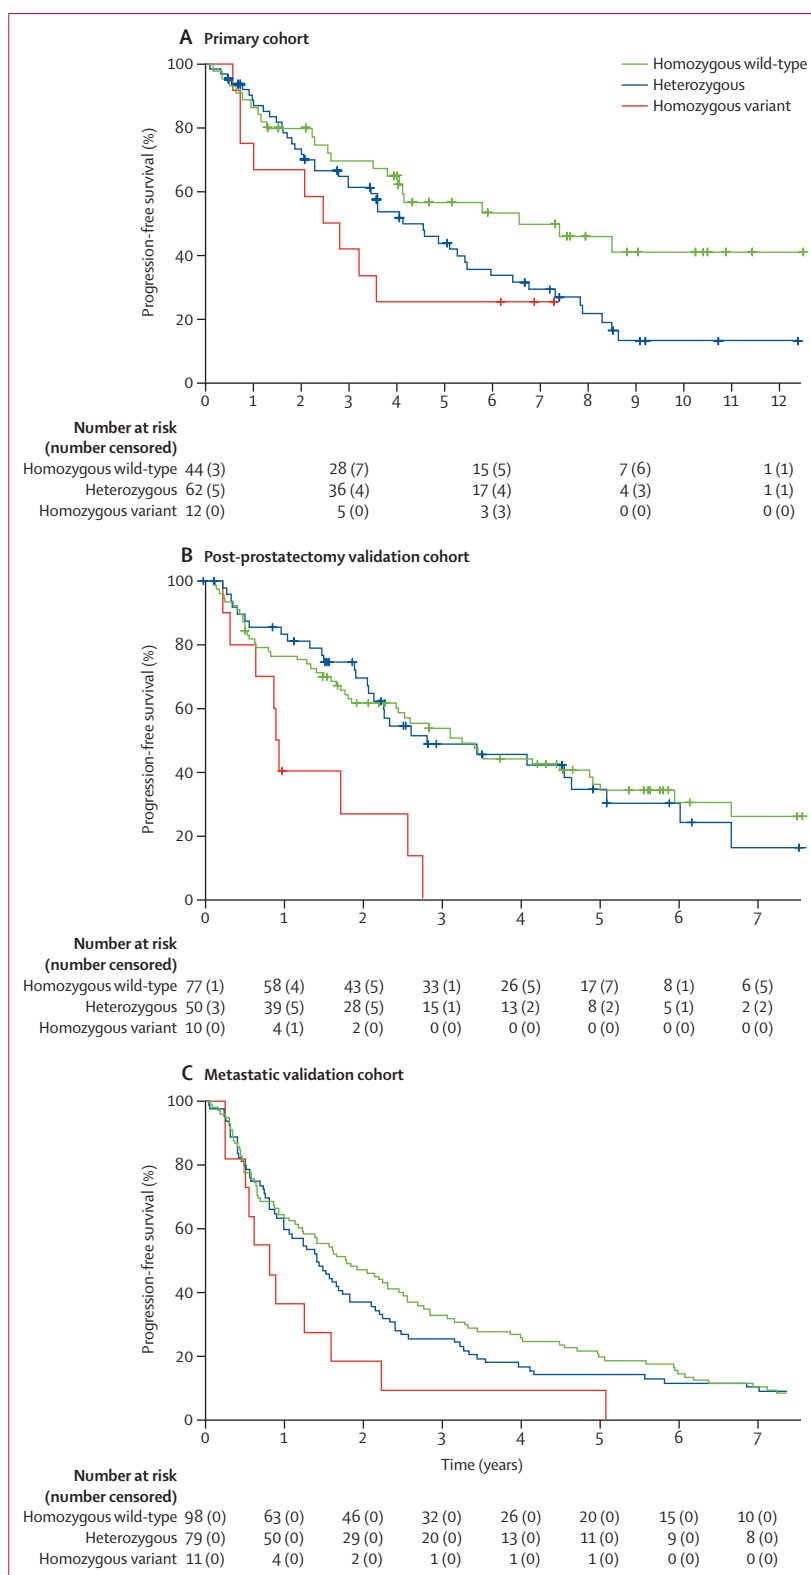 A Primary cohort
Homozygous wild-type
Heterozygous
Homozygous variant
Progression-free survival (%)
100
80
60
40
20
0
0 1 2 3 4 5 6 7 8 9 10 11 12
Number at risk
(number censored)
Homozygous wild-type 44 (3) 28 (7) 15 (5) 7 (6) 1 (1)
Heterozygous 62 (5) 36 (4) 17 (4) 4 (3) 1 (1)
Homozygous variant 12 (0) 5 (0) 3 (3) 0 (0) 0 (0)
B Post-prostatectomy validation cohort
Progression-free survival (%)
100
80
60
40
20
0
0 1 2 3 4 5 6 7
Number at risk
(number censored)
Homozygous wild-type 77 (1) 58 (4) 43 (5) 33 (1) 26 (5) 17 (7) 8 (1) 6 (5)
Heterozygous 50 (3) 39 (5) 28 (5) 15 (1) 13 (2) 8 (2) 5 (1) 2 (2)
Homozygous variant 10 (0) 4 (1) 2 (0) 0 (0) 0 (0) 0 (0) 0 (0) 0 (0)
C Metastatic validation cohort
Progression-free survival (%)
100
80
60
40
20
0
0 1 2 3 4 5 6 7
Time (years)
Number at risk
(number censored)
Homozygous wild-type 98 (0) 63 (0) 46 (0) 32 (0) 26 (0) 20 (0) 15 (0) 10 (0)
Heterozygous 79 (0) 50 (0) 29 (0) 20 (0) 13 (0) 11 (0) 9 (0) 8 (0)
Homozygous variant 11 (0) 4 (0) 2 (0) 1 (0) 1 (0) 1 (0) 0 (0) 0 (0)